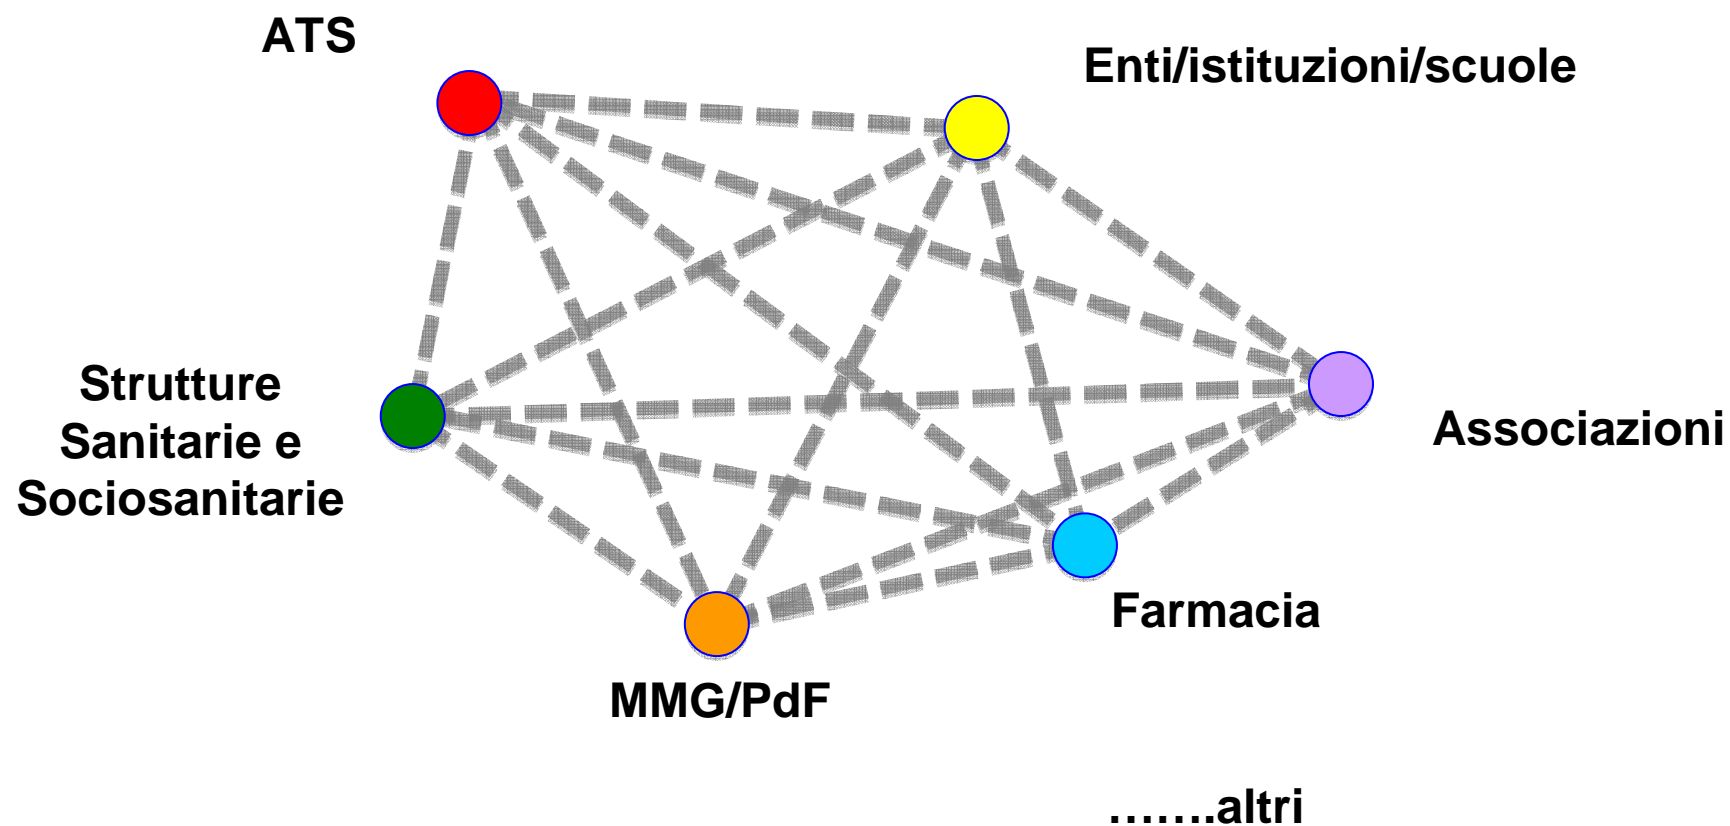 ATS
Enti/istituzioni/scuole
Strutture
Sanitarie e
Sociosanitarie
Associazioni
Farmacia
MMG/PdF
…….altri